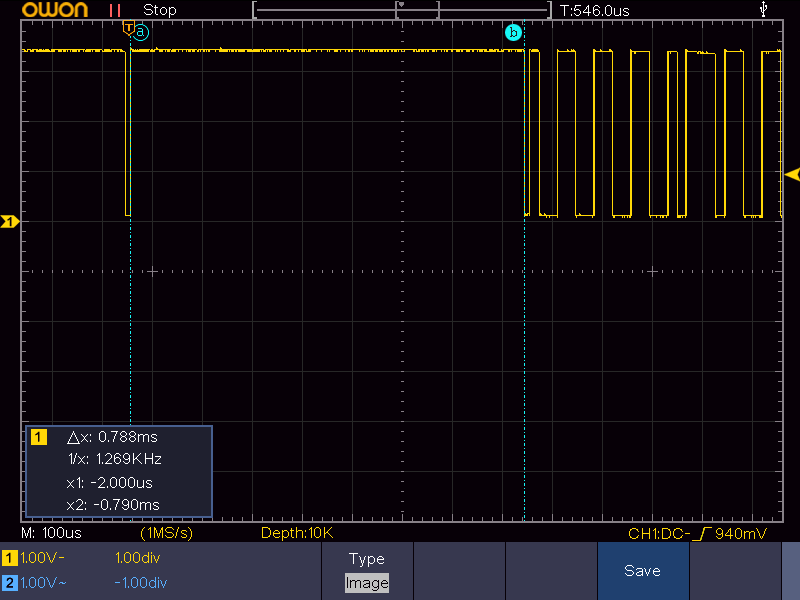 OWON Stop T:546.0us
T a b
1
1 △x: 0.788ms
1/x: 1.269KHz
x1: -2.000us
x2: -0.790ms
M: 100us (1MS/s) Depth:10K CH1:DC- 940mV
1 1.00V- 1.00div
2 1.00V~ -1.00div
Type
Image
Save